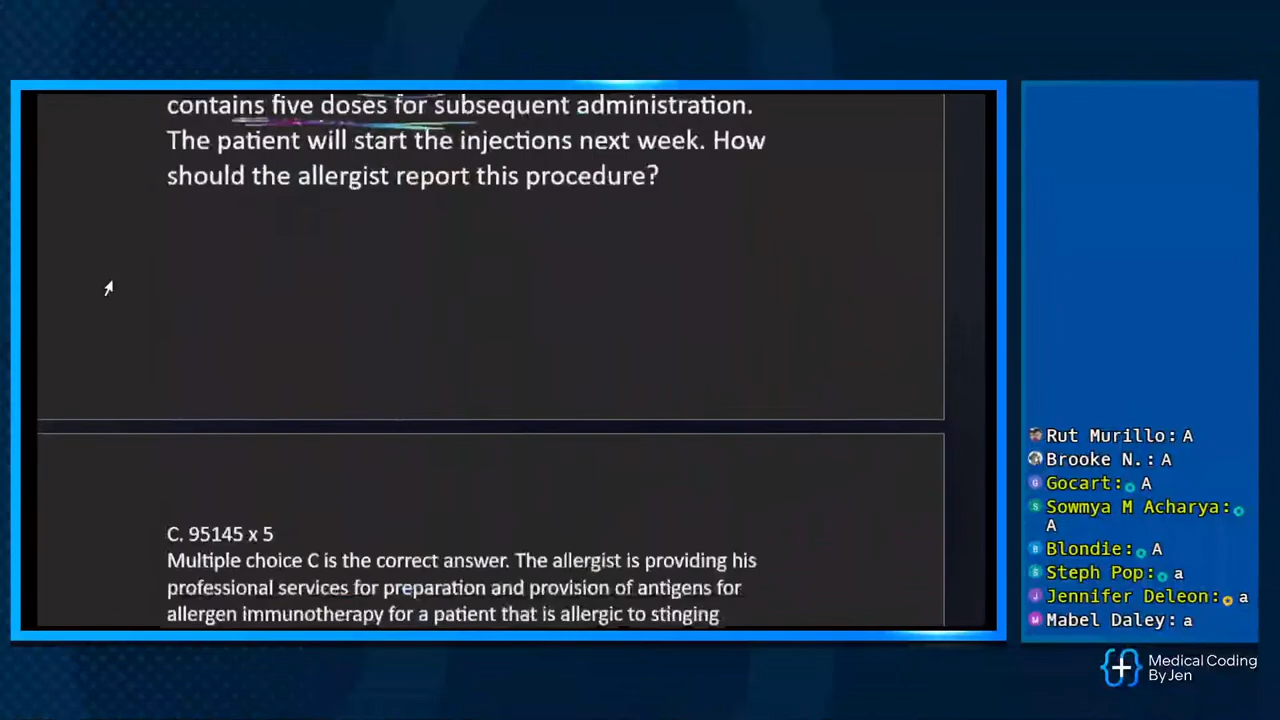 contains five doses for subsequent administration.
The patient will start the injections next week. How
should the allergist report this procedure?
C. 95145 x 5
Multiple choice C is the correct answer. The allergist is providing his
professional services for preparation and provision of antigens for
allergen immunotherapy for a patient that is allergic to stinging
Rut Murillo: A
Brooke N.: A
G Gocart: A
S Sowmya M Acharya:
A
B Blondie: A
S Steph Pop: a
J Jennifer Deleon: a
M Mabel Daley: a
Medical Coding
By Jen